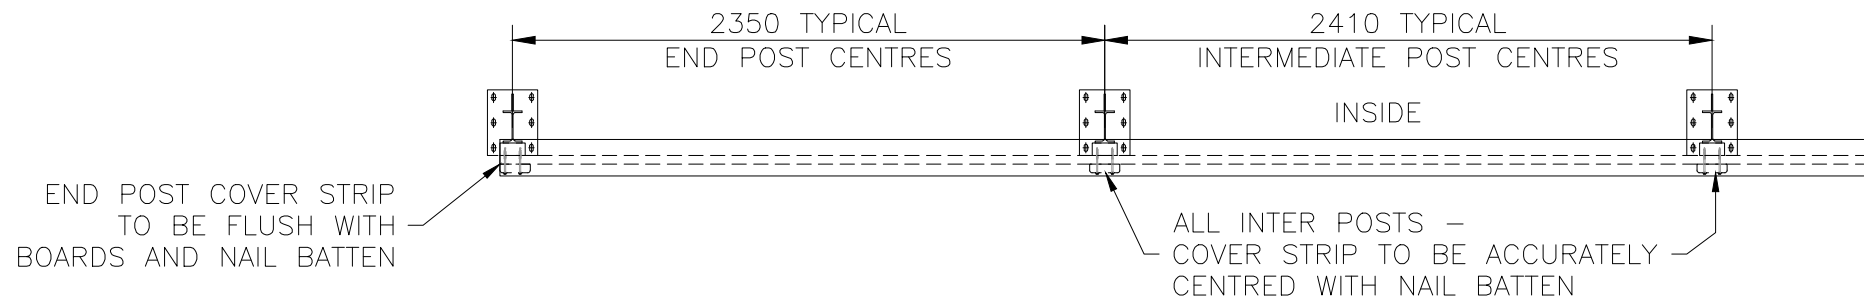 2350 TYPICAL
END POST CENTRES
2410 TYPICAL
INTERMEDIATE POST CENTRES
INSIDE
END POST COVER STRIP
TO BE FLUSH WITH
BOARDS AND NAIL BATTEN
ALL INTER POSTS –
COVER STRIP TO BE ACCURATELY
CENTRED WITH NAIL BATTEN